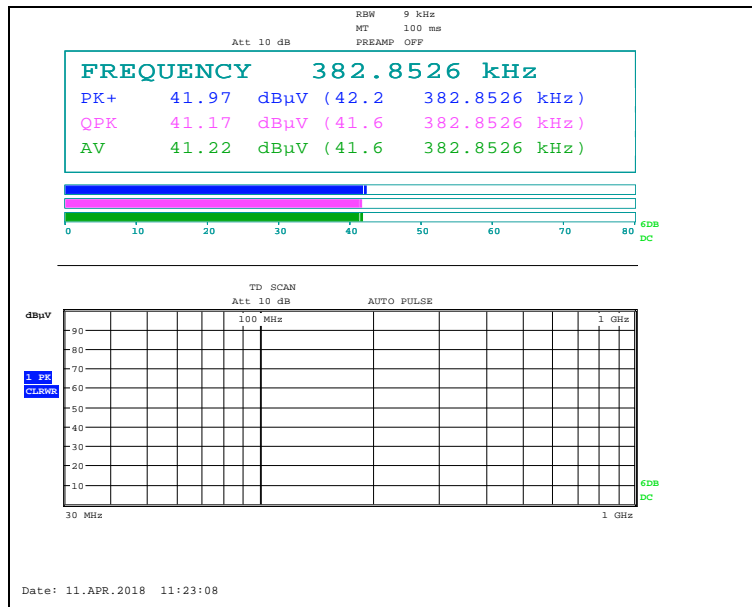 RBW 9 kHz
MT 100 ms
Att 10 dB PREAMP OFF
FREQUENCY 382.8526 kHz
PK+ 41.97 dBµV (42.2 382.8526 kHz)
QPK 41.17 dBµV (41.6 382.8526 kHz)
AV 41.22 dBµV (41.6 382.8526 kHz)
0 10 20 30 40 50 60 70 80
6DB
DC
TD SCAN
Att 10 dB AUTO PULSE
dBµV
100 MHz 1 GHz
90
80
70
1 PK
60
CLRWR
50
40
30
20
10
6DB
DC
30 MHz 1 GHz
Date: 11.APR.2018 11:23:08